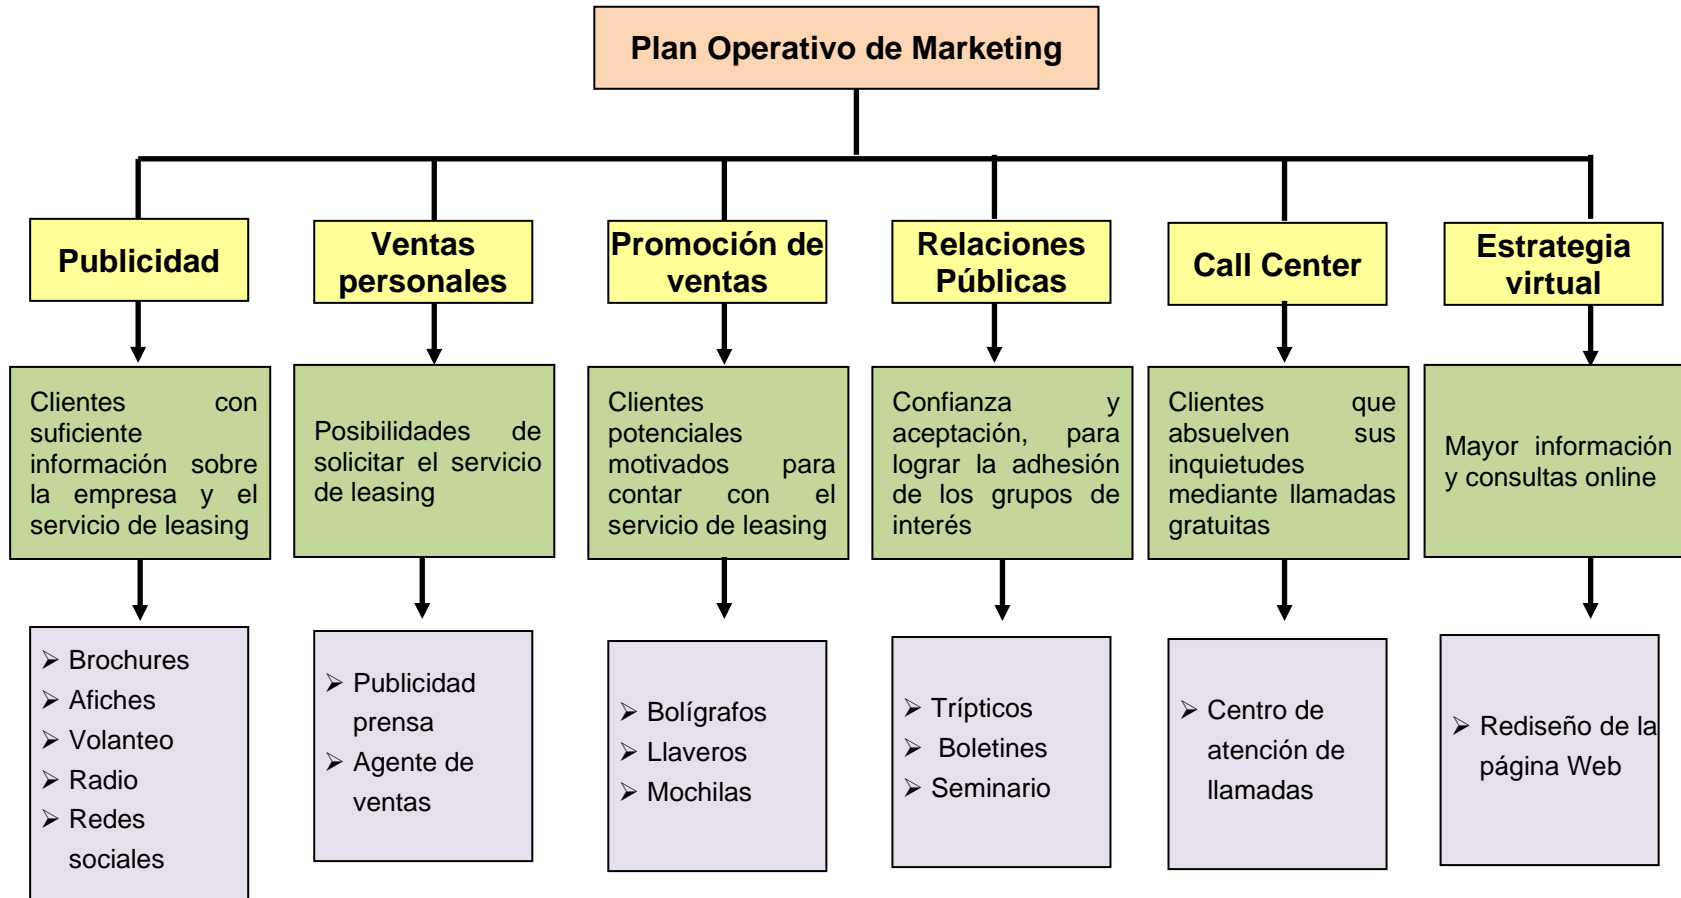 Plan Operativo de Marketing
Publicidad
Ventas
personales
Promoción de
ventas
Relaciones
Públicas
Call Center
Estrategia
virtual
Clientes con
suficiente
información sobre
la empresa y el
servicio de leasing
Posibilidades de
solicitar el servicio
de leasing
Clientes
potenciales
motivados para
contar con el
servicio de leasing
Confianza y
aceptación, para
lograr la adhesión
de los grupos de
interés
Clientes que
absuelven sus
inquietudes
mediante llamadas
gratuitas
Mayor información
y consultas online
➢ Brochures
➢ Afiches
➢ Volanteo
➢ Radio
➢ Redes
sociales
➢ Publicidad
prensa
➢ Agente de
ventas
➢ Bolígrafos
➢ Llaveros
➢ Mochilas
➢ Trípticos
➢ Boletines
➢ Seminario
➢ Centro de
atención de
llamadas
➢ Rediseño de la
página Web